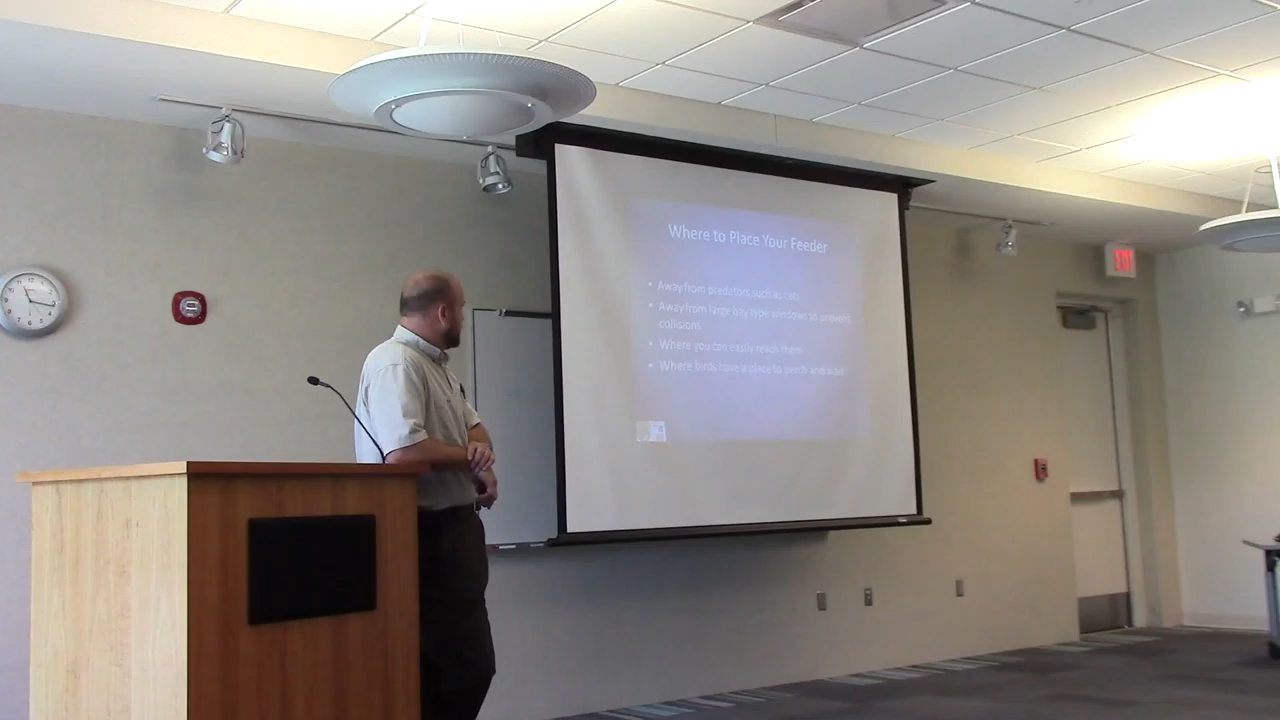 Where to Place Your Feeder
• Away from predators such as cats
• Away from large bay type windows to prevent
collisions
• Where you can easily reach them
• Where birds have a place to perch and wait
EXIT